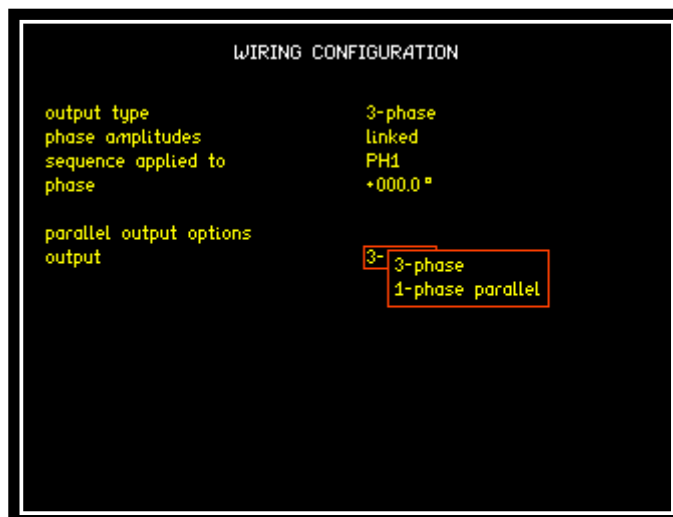 WIRING CONFIGURATION
output type 3-phase
phase amplitudes linked
sequence applied to PH1
phase +000.0°
parallel output options
output 3-
3-phase
1-phase parallel